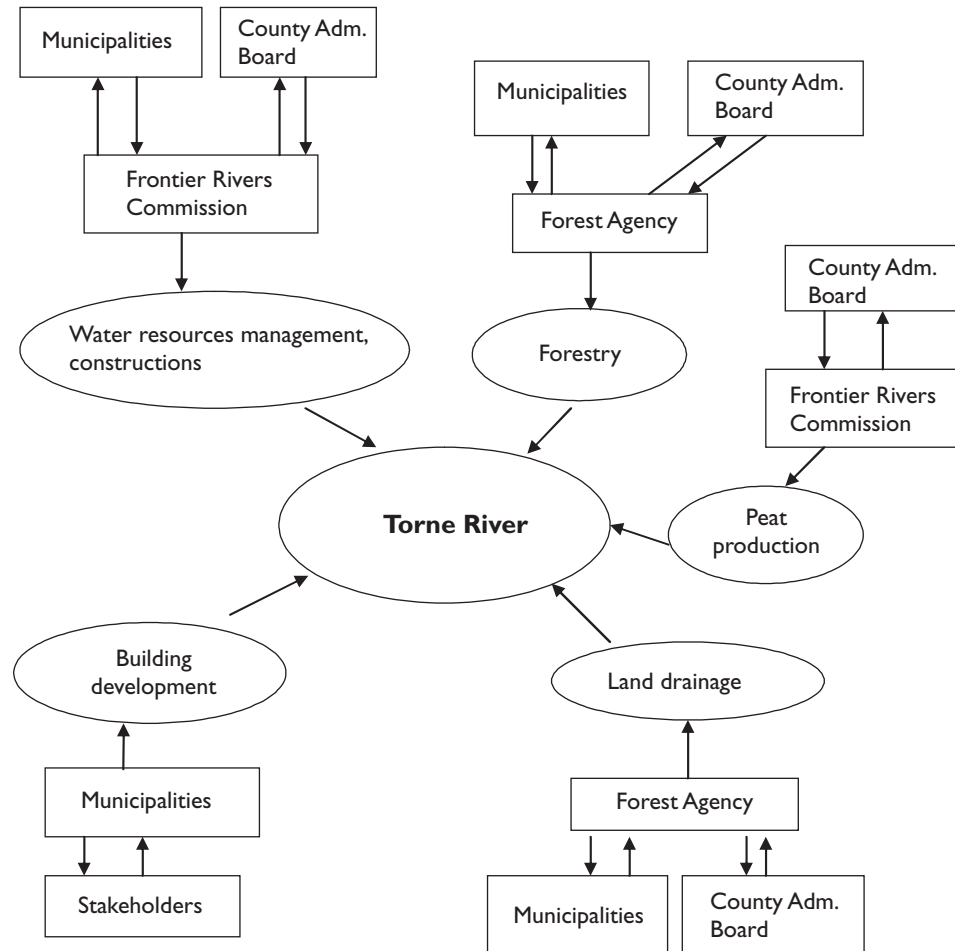 Municipalities
County Adm.
Board
Frontier Rivers
Commission
Water resources management,
constructions
Municipalities
County Adm.
Board
Forest Agency
Forestry
County Adm.
Board
Frontier Rivers
Commission
Peat
production
Torne River
Building
development
Municipalities
Stakeholders
Land drainage
Forest Agency
Municipalities
County Adm.
Board